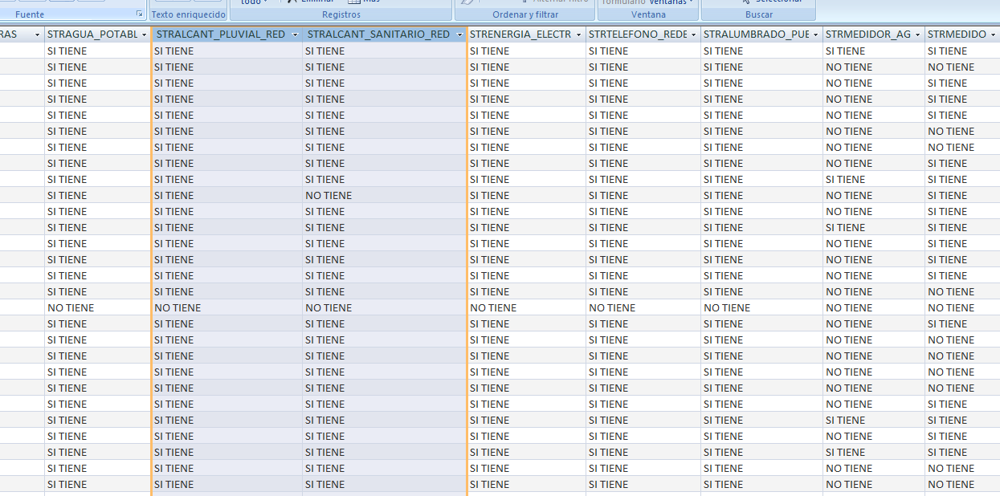 todo Eliminar Más Alternar filtro formulario ventanas Seleccionar
Fuente Texto enriquecido Registros Ordenar y filtrar Ventana Buscar
RAS STRAGUA_POTABL STRALCANT_PLUVIAL_RED STRALCANT_SANITARIO_RED STRENERGIA_ELECTR STRTELEFONO_REDE STRALUMBRADO_PUE STRMEDIDOR_AG STRMEDIDO
SI TIENE SI TIENE SI TIENE SI TIENE SI TIENE SI TIENE SI TIENE SI TIENE
SI TIENE SI TIENE SI TIENE SI TIENE SI TIENE SI TIENE NO TIENE NO TIENE
SI TIENE SI TIENE SI TIENE SI TIENE SI TIENE SI TIENE NO TIENE SI TIENE
SI TIENE SI TIENE SI TIENE SI TIENE SI TIENE SI TIENE NO TIENE SI TIENE
SI TIENE SI TIENE SI TIENE SI TIENE SI TIENE SI TIENE NO TIENE SI TIENE
SI TIENE SI TIENE SI TIENE SI TIENE SI TIENE SI TIENE NO TIENE NO TIENE
SI TIENE SI TIENE SI TIENE SI TIENE SI TIENE SI TIENE NO TIENE NO TIENE
SI TIENE SI TIENE SI TIENE SI TIENE SI TIENE SI TIENE NO TIENE SI TIENE
SI TIENE SI TIENE SI TIENE SI TIENE SI TIENE SI TIENE SI TIENE SI TIENE
SI TIENE SI TIENE NO TIENE SI TIENE SI TIENE SI TIENE NO TIENE SI TIENE
SI TIENE SI TIENE SI TIENE SI TIENE SI TIENE SI TIENE NO TIENE SI TIENE
SI TIENE SI TIENE SI TIENE SI TIENE SI TIENE SI TIENE SI TIENE SI TIENE
SI TIENE SI TIENE SI TIENE SI TIENE SI TIENE SI TIENE NO TIENE SI TIENE
SI TIENE SI TIENE SI TIENE SI TIENE SI TIENE SI TIENE NO TIENE SI TIENE
SI TIENE SI TIENE SI TIENE SI TIENE SI TIENE SI TIENE NO TIENE SI TIENE
SI TIENE SI TIENE SI TIENE SI TIENE SI TIENE SI TIENE NO TIENE NO TIENE
NO TIENE NO TIENE NO TIENE NO TIENE NO TIENE NO TIENE NO TIENE NO TIENE
SI TIENE SI TIENE SI TIENE SI TIENE SI TIENE SI TIENE NO TIENE SI TIENE
SI TIENE SI TIENE SI TIENE SI TIENE SI TIENE SI TIENE NO TIENE NO TIENE
SI TIENE SI TIENE SI TIENE SI TIENE SI TIENE SI TIENE NO TIENE NO TIENE
SI TIENE SI TIENE SI TIENE SI TIENE SI TIENE SI TIENE NO TIENE NO TIENE
SI TIENE SI TIENE SI TIENE SI TIENE SI TIENE SI TIENE NO TIENE NO TIENE
SI TIENE SI TIENE SI TIENE SI TIENE SI TIENE SI TIENE NO TIENE SI TIENE
SI TIENE SI TIENE SI TIENE SI TIENE SI TIENE SI TIENE SI TIENE SI TIENE
SI TIENE SI TIENE SI TIENE SI TIENE SI TIENE SI TIENE NO TIENE SI TIENE
SI TIENE SI TIENE SI TIENE SI TIENE SI TIENE SI TIENE SI TIENE SI TIENE
SI TIENE SI TIENE SI TIENE SI TIENE SI TIENE SI TIENE NO TIENE NO TIENE
SI TIENE SI TIENE SI TIENE SI TIENE SI TIENE SI TIENE NO TIENE NO TIENE